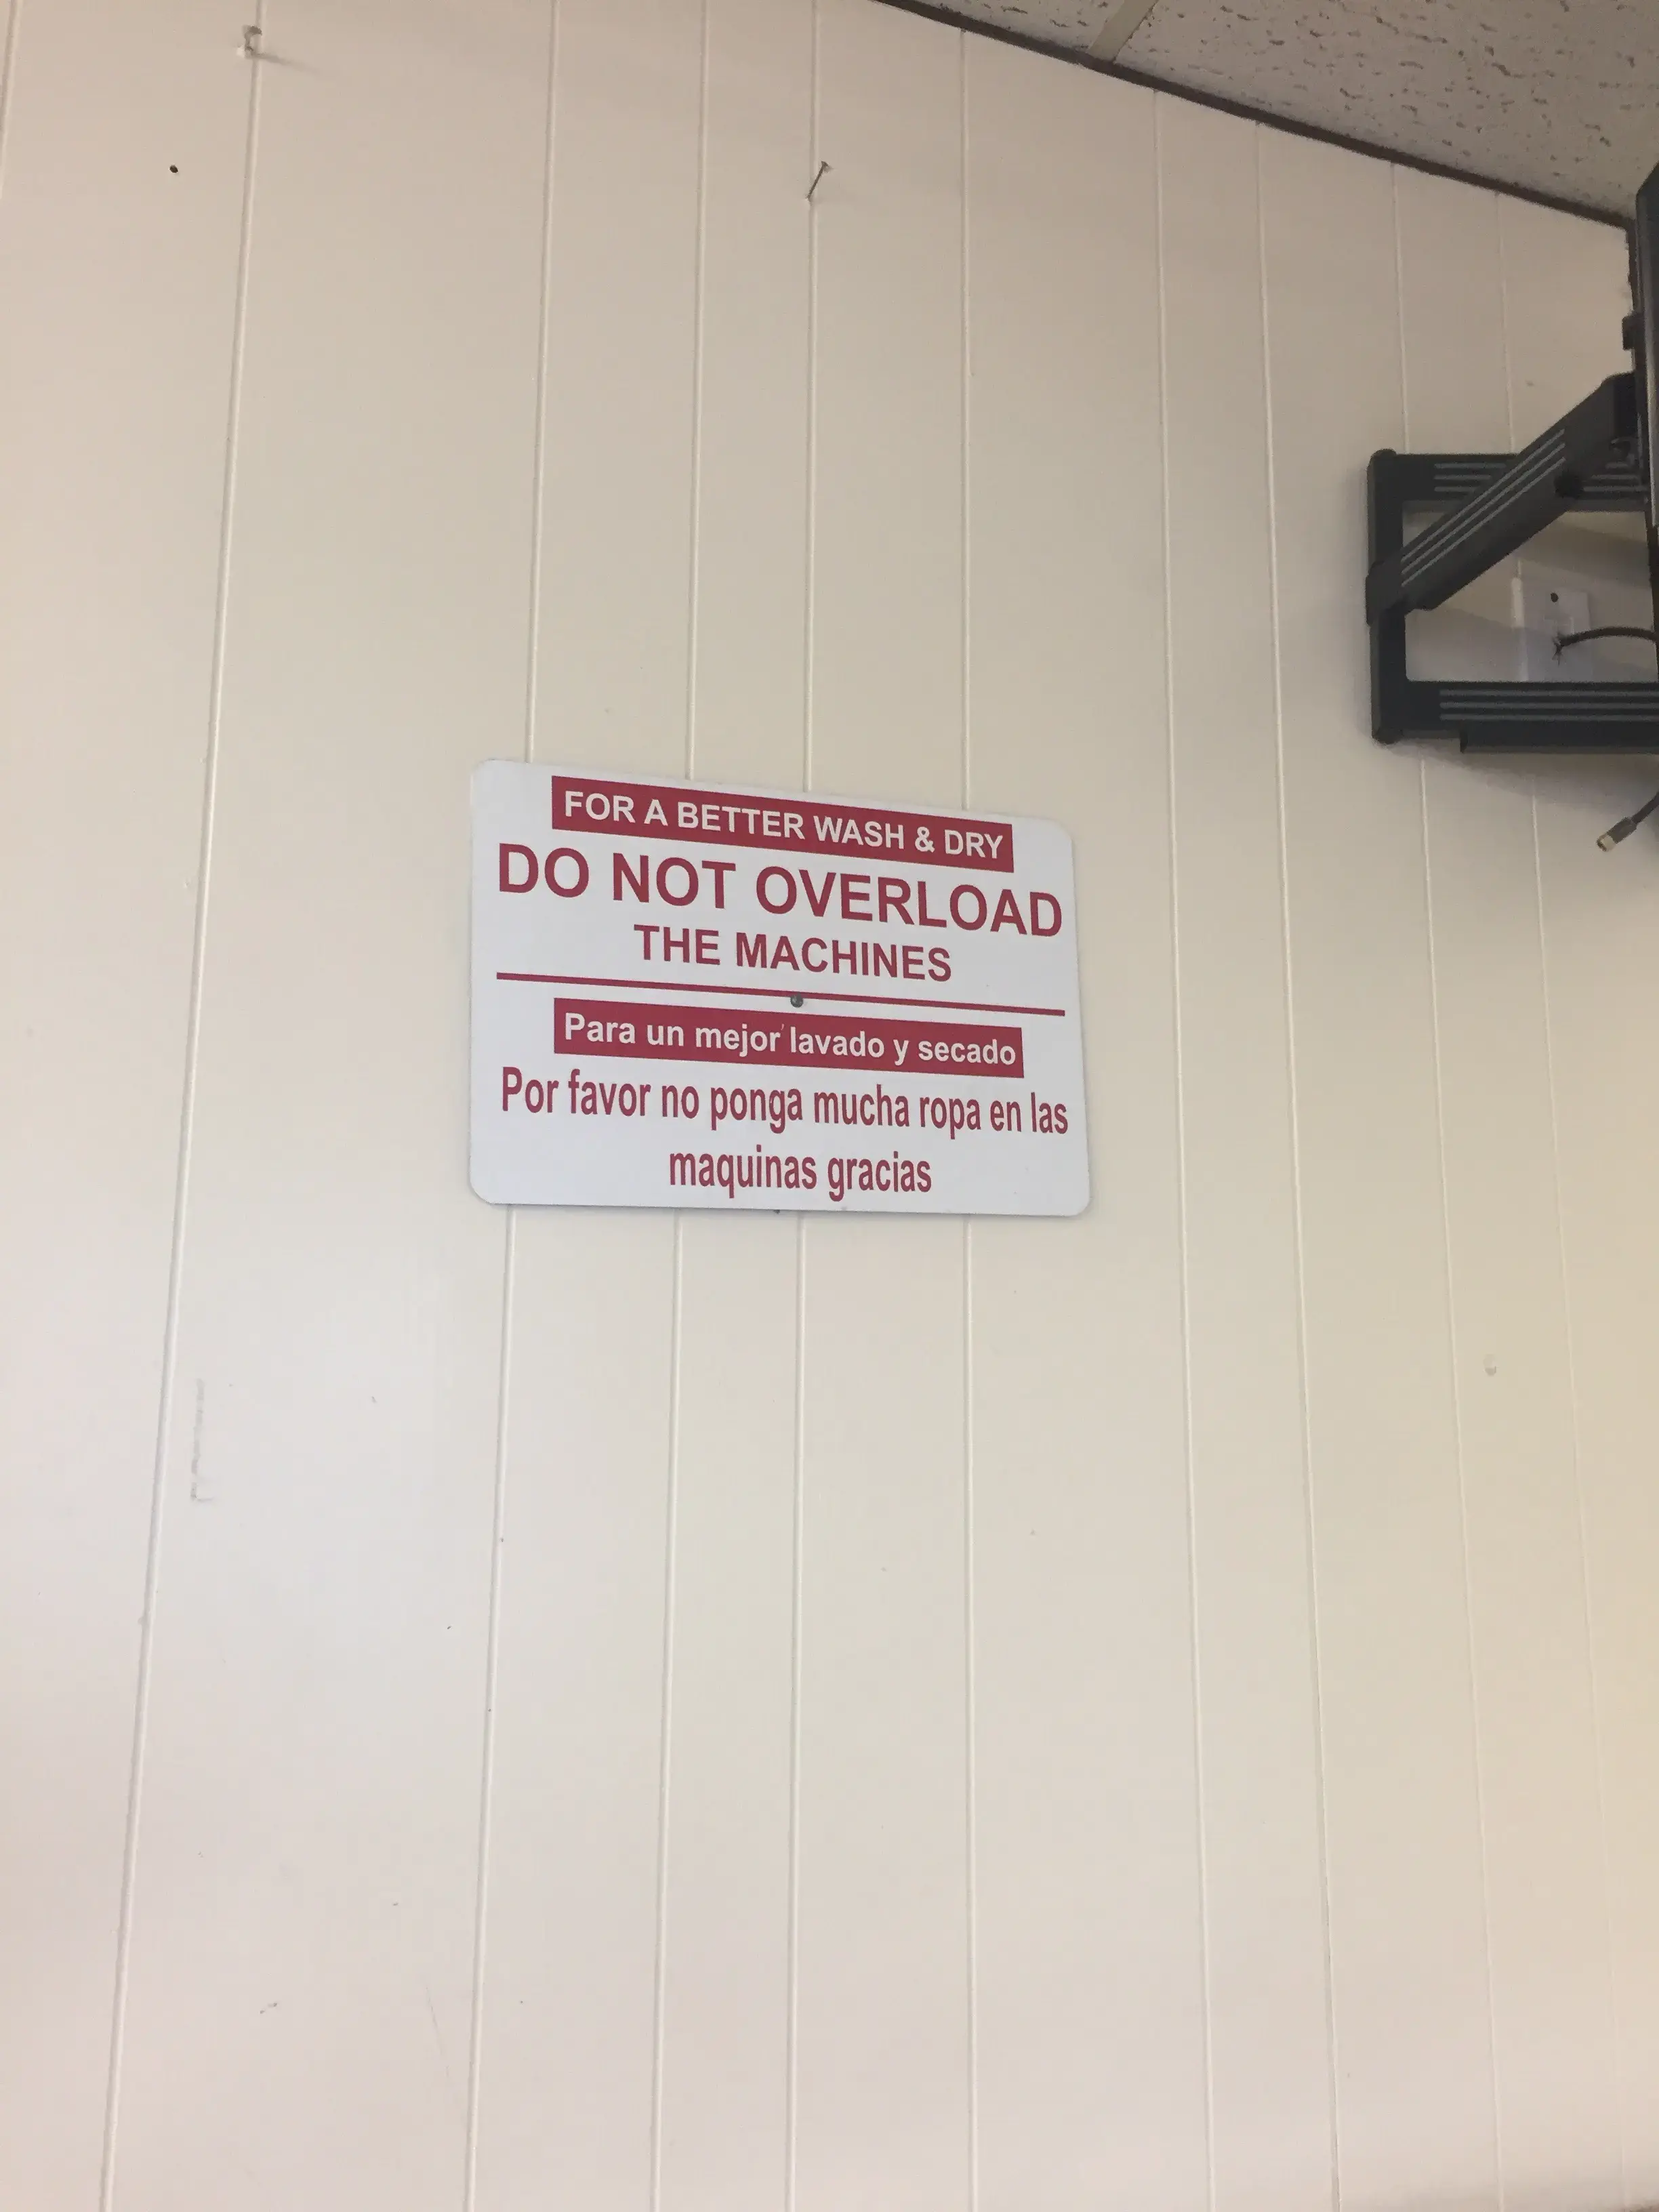 FOR A BETTER WASH & DRY
DO NOT OVERLOAD
THE MACHINES
Para un mejor lavado y secado
Por favor no ponga mucha ropa en las
maquinas gracias